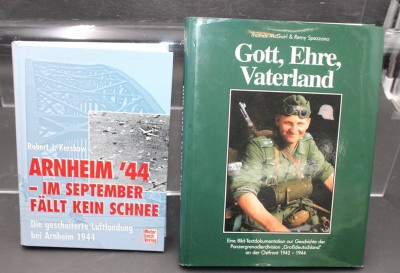 Robert J. Kershaw
ARNHEIM '44
– IM SEPTEMBER
FÄLLT KEIN SCHNEE
Die gescheiterte Luftlandung
bei Arnheim 1944
Motor
buch
Verlag
Thomas McGuirl & Remy Spezzano
Gott, Ehre,
Vaterland
Eine Bild-Textdokumentation zur Geschichte der
Panzergrenadierdivision „Großdeutschland“
an der Ostfront 1942 - 1944